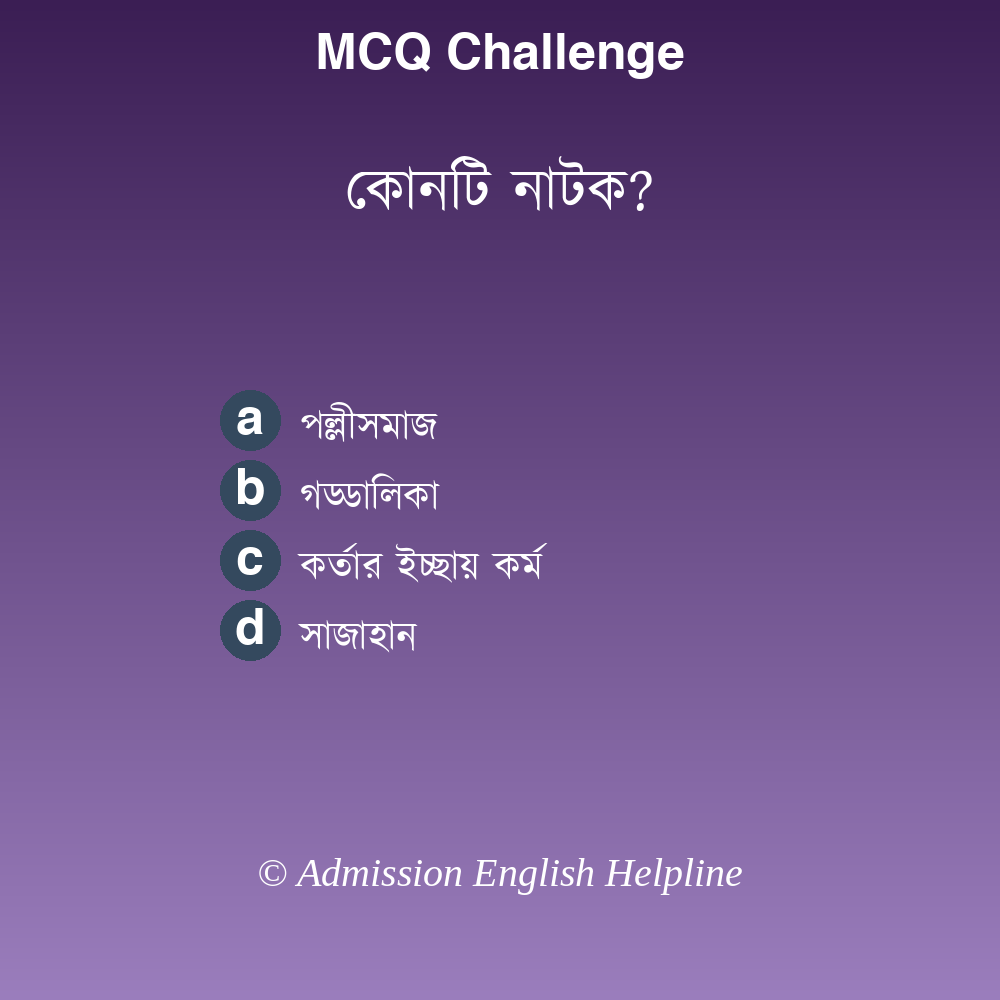 MCQ Challenge
কোনটি নাটক?
a পল্লীসমাজ
b গড্ডালিকা
c কর্তার ইচ্ছায় কর্ম
d সাজাহান
© Admission English Helpline